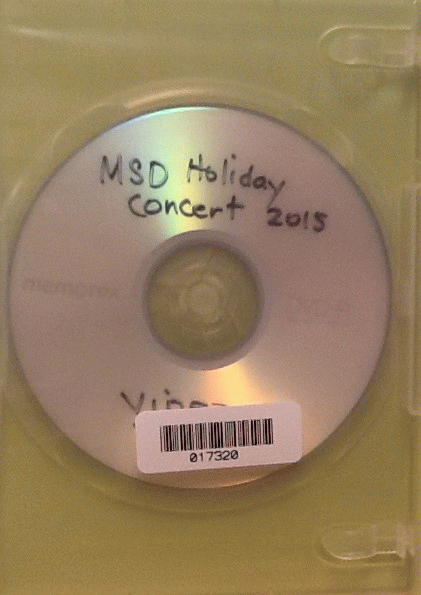 MSD Holiday
Concert 2015
memorex
017320